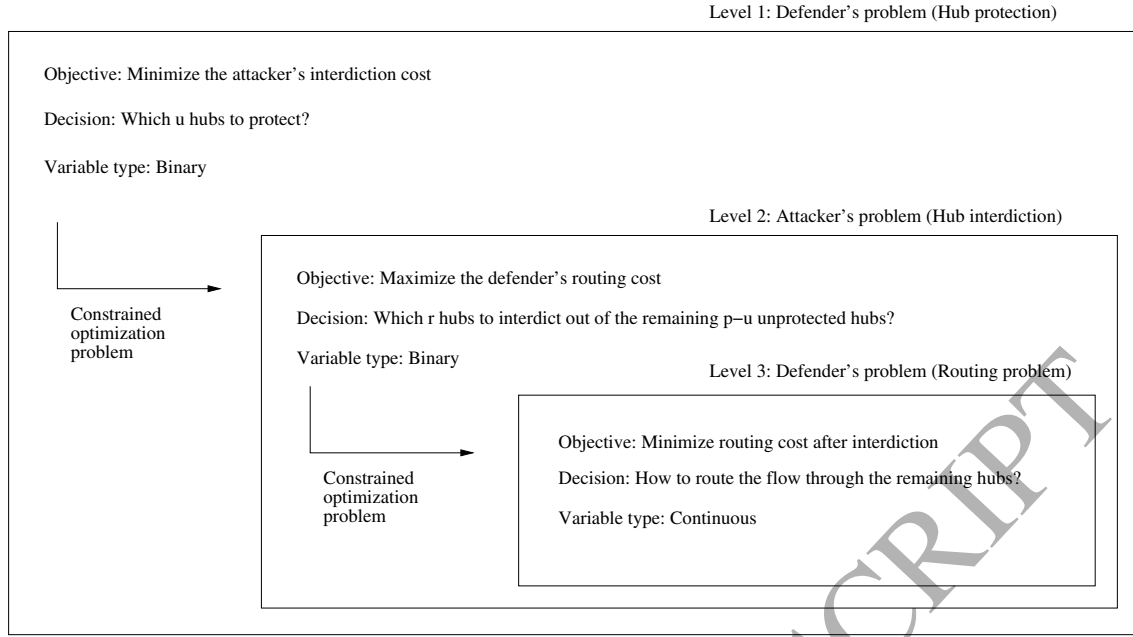 Level 1: Defender's problem (Hub protection)
Objective: Minimize the attacker's interdiction cost
Decision: Which u hubs to protect?
Variable type: Binary
Level 2: Attacker's problem (Hub interdiction)
Constrained
optimization
problem
Objective: Maximize the defender's routing cost
Decision: Which r hubs to interdict out of the remaining p−u unprotected hubs?
Variable type: Binary
Level 3: Defender's problem (Routing problem)
Constrained
optimization
problem
Objective: Minimize routing cost after interdiction
Decision: How to route the flow through the remaining hubs?
Variable type: Continuous
CRIPT